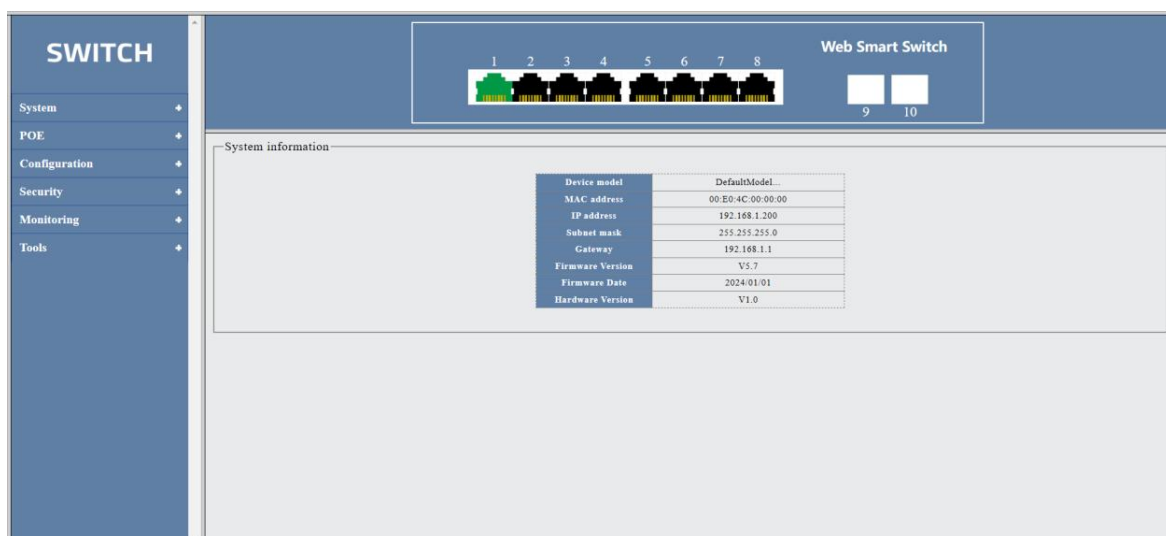 SWITCH
System
POE
Configuration
Security
Monitoring
Tools
Web Smart Switch
1 2 3 4 5 6 7 8
9 10
System information
Device model DefaultModel...
MAC address 00:E0:4C:00:00:00
IP address 192.168.1.200
Subnet mask 255.255.255.0
Gateway 192.168.1.1
Firmware Version V5.7
Firmware Date 2024/01/01
Hardware Version V1.0